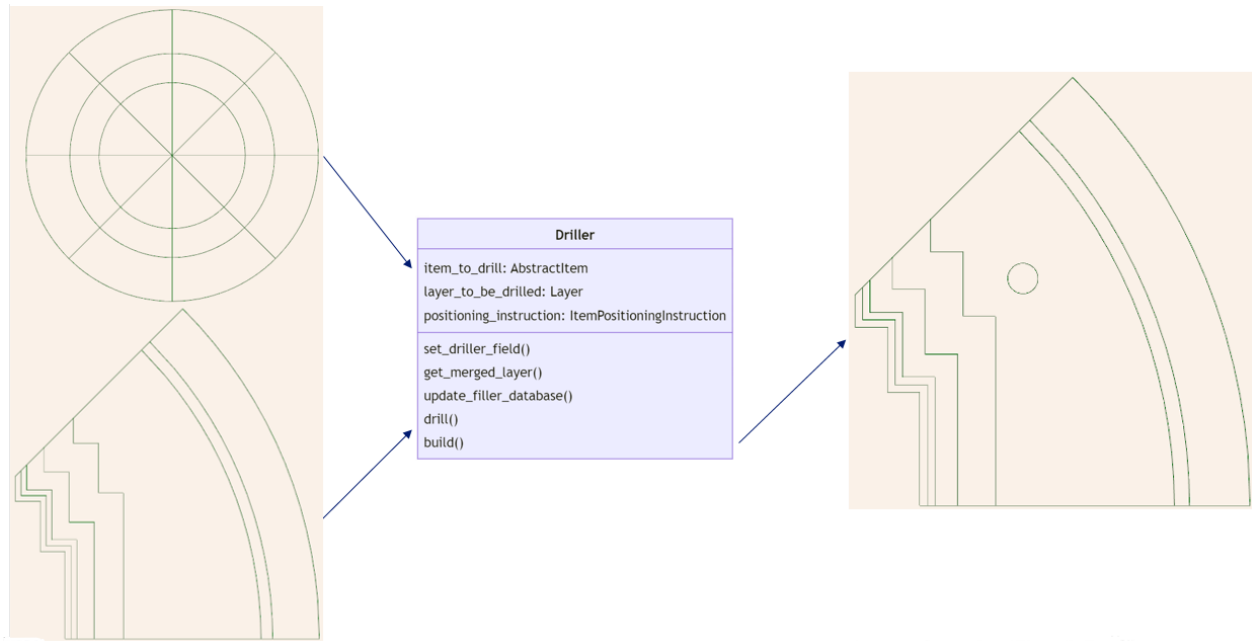 Driller
item_to_drill: AbstractItem
layer_to_be_drilled: Layer
positioning_instruction: ItemPositioningInstruction
set_driller_field()
get_merged_layer()
update_filler_database()
drill()
build()